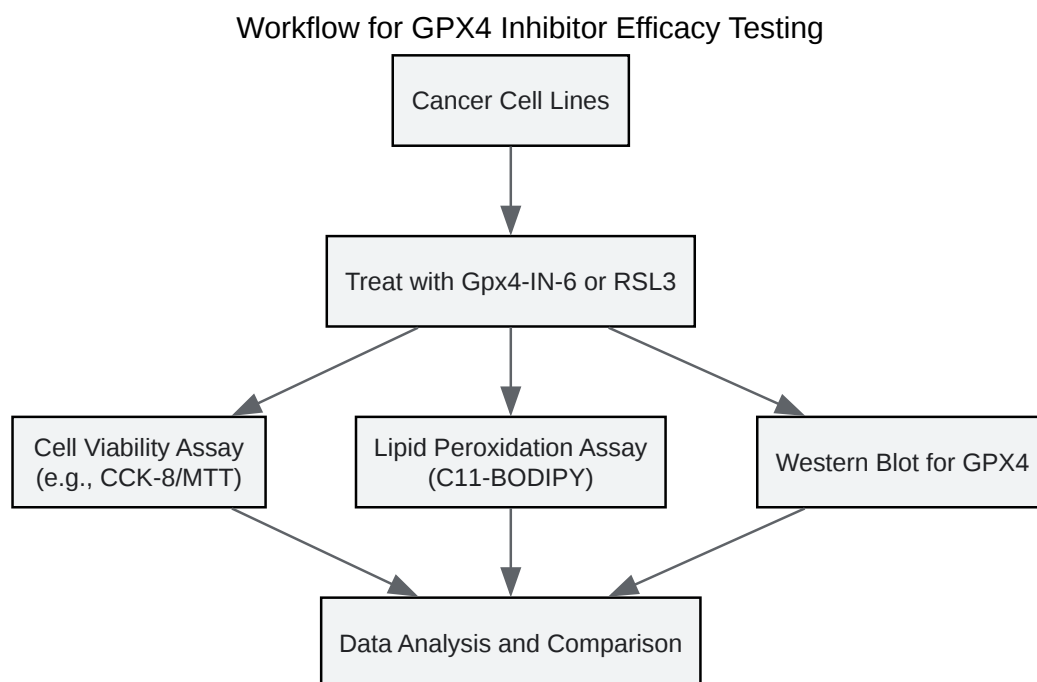 Workflow for GPX4 Inhibitor Efficacy Testing
Cancer Cell Lines
Treat with Gpx4-IN-6 or RSL3
Cell Viability Assay
(e.g., CCK-8/MTT)
Lipid Peroxidation Assay
(C11-BODIPY)
Western Blot for GPX4
Data Analysis and Comparison